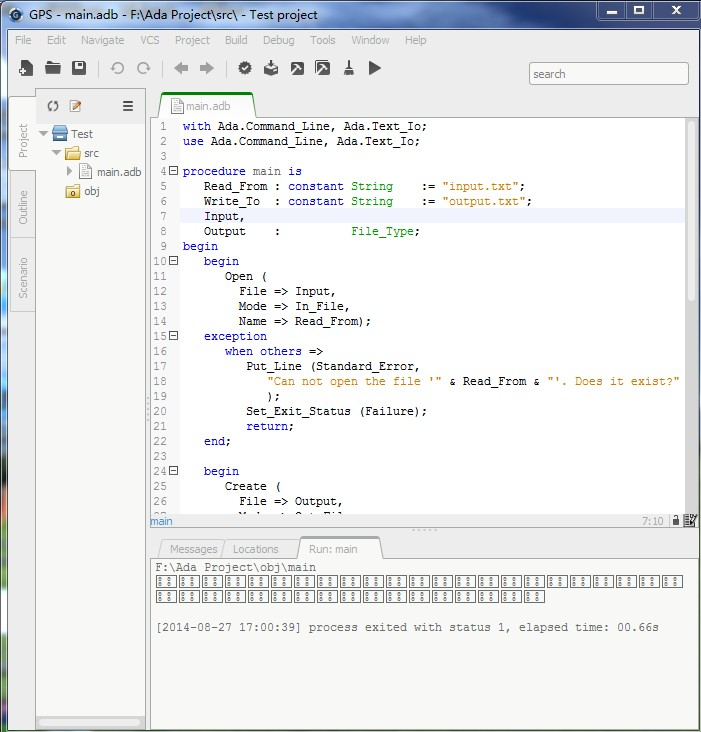 GPS - main.adb - F:\Ada Project\src\ - Test project
File Edit Navigate VCS Project Build Debug Tools Window Help
search
Project
Outline
Scenario
Test
src
main.adb
obj
main.adb
1 with Ada.Command_Line, Ada.Text_Io;
2 use Ada.Command_Line, Ada.Text_Io;
3
4 procedure main is
5 Read_From : constant String := "input.txt";
6 Write_To : constant String := "output.txt";
7 Input,
8 Output : File_Type;
9 begin
10 begin
11 Open (
12 File => Input,
13 Mode => In_File,
14 Name => Read_From);
15 exception
16 when others =>
17 Put_Line (Standard_Error,
18 "Can not open the file '" & Read_From & "'. Does it exist?"
19 );
20 Set_Exit_Status (Failure);
21 return;
22 end;
23
24 begin
25 Create (
26 File => Output,
main 7:10
Messages Locations Run: main
F:\Ada Project\obj\main
[2014-08-27 17:00:39] process exited with status 1, elapsed time: 00.66s